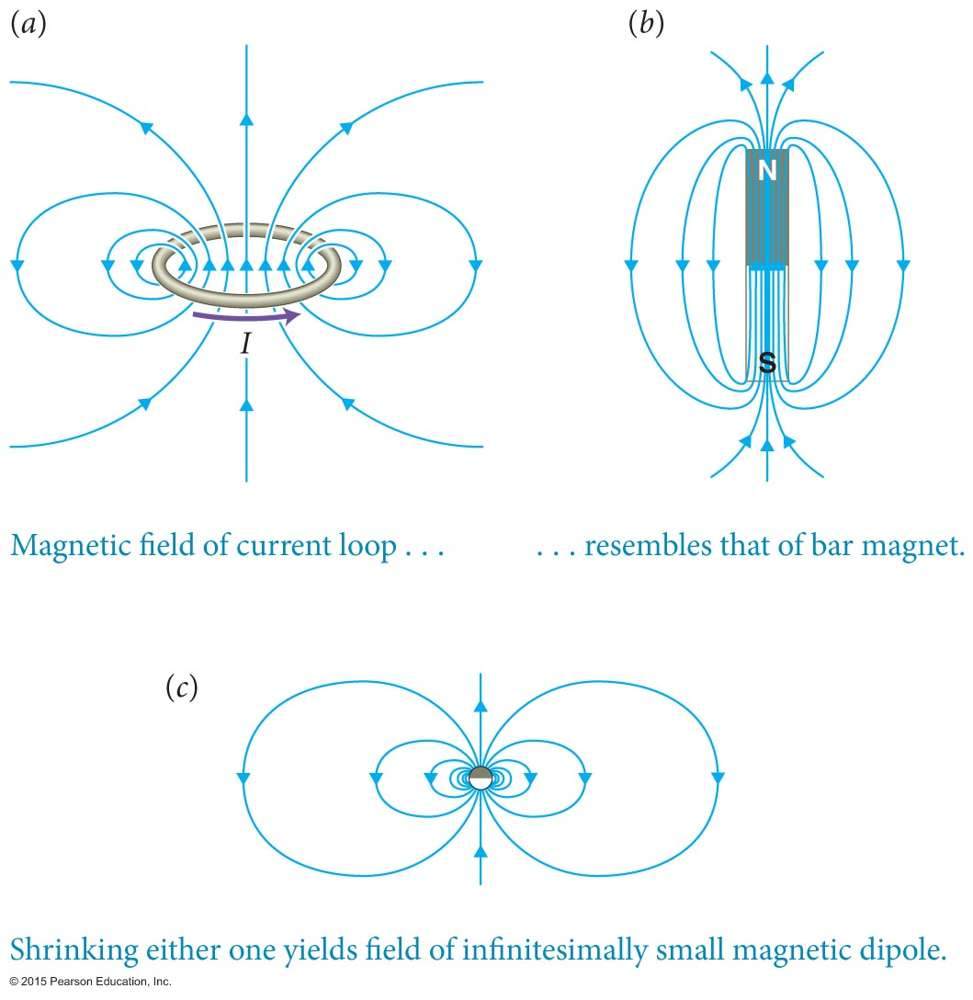 (a)
(b)
N
S
I
Magnetic field of current loop . . .
. . . resembles that of bar magnet.
(c)
Shrinking either one yields field of infinitesimally small magnetic dipole.
© 2015 Pearson Education, Inc.